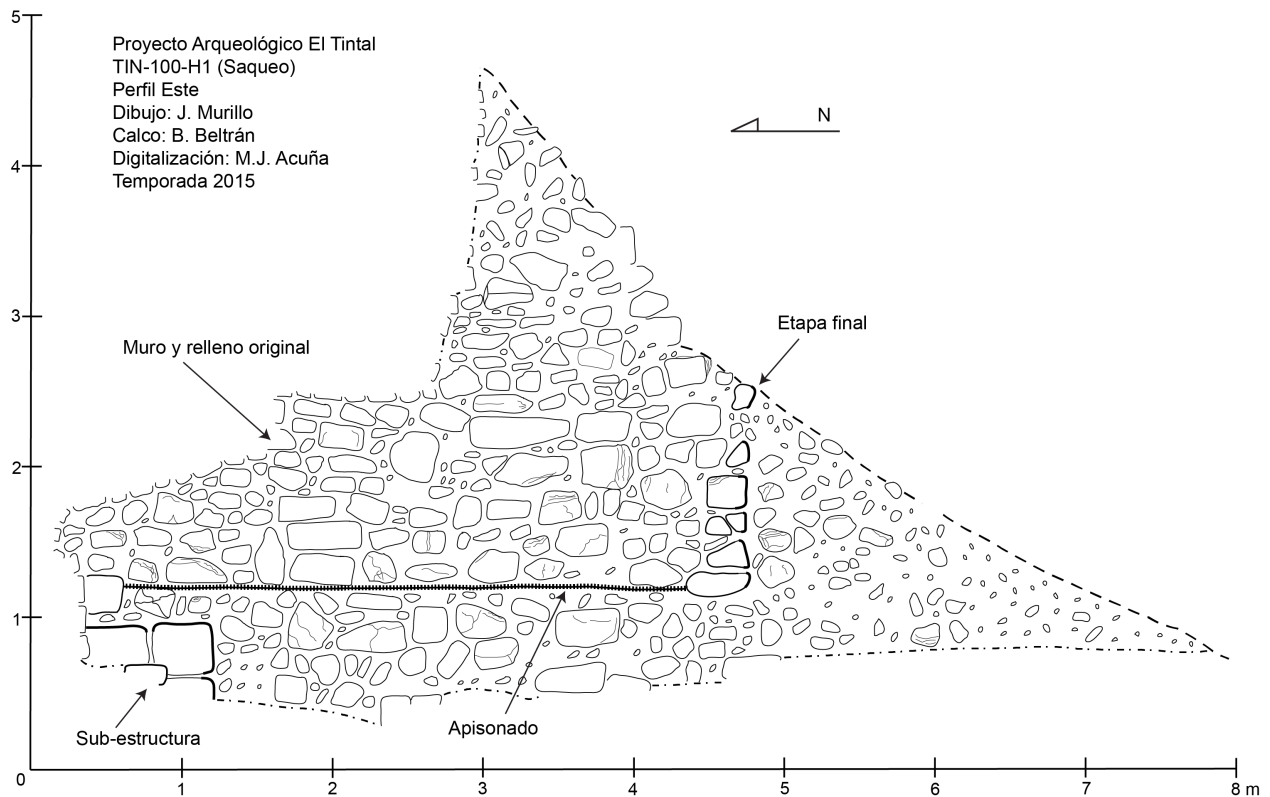 5
Proyecto Arqueológico El Tintal
TIN-100-H1 (Saqueo)
Perfil Este
Dibujo: J. Murillo
Calco: B. Beltrán
Digitalización: M.J. Acuña
Temporada 2015
N
4
3
Etapa final
Muro y relleno original
2
1
Apisonado
Sub-estructura
0
1 2 3 4 5 6 7 8 m